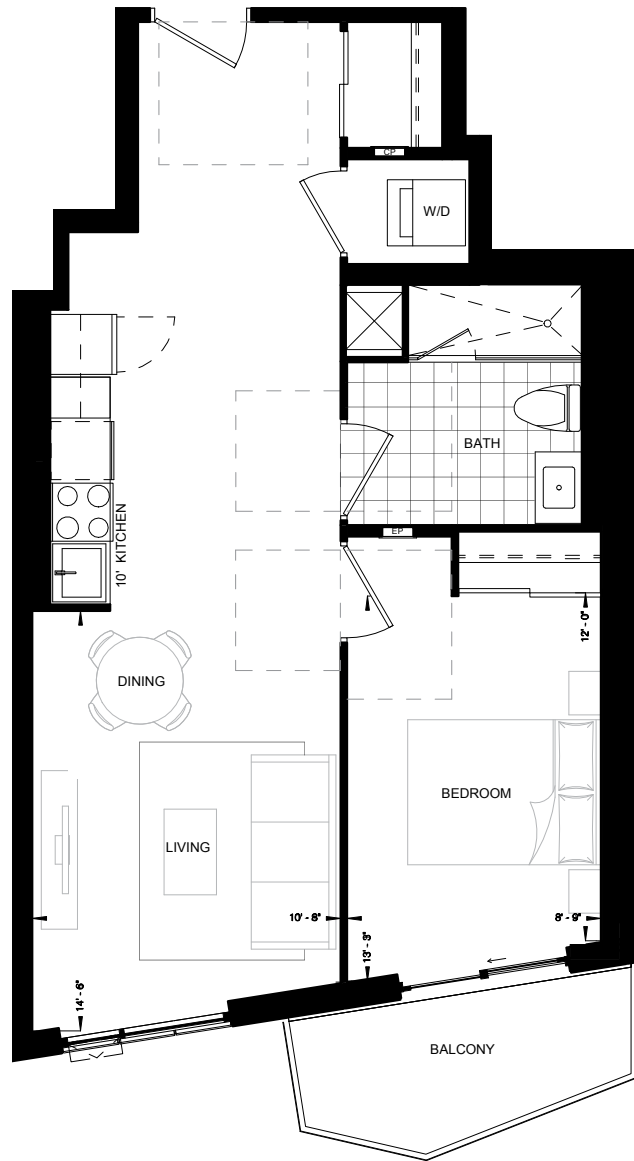 CP
W/D
BATH
10' KITCHEN
EP
12' - 0"
DINING
BEDROOM
LIVING
10' - 8"
8' - 9"
13' - 3"
14' - 6"
BALCONY